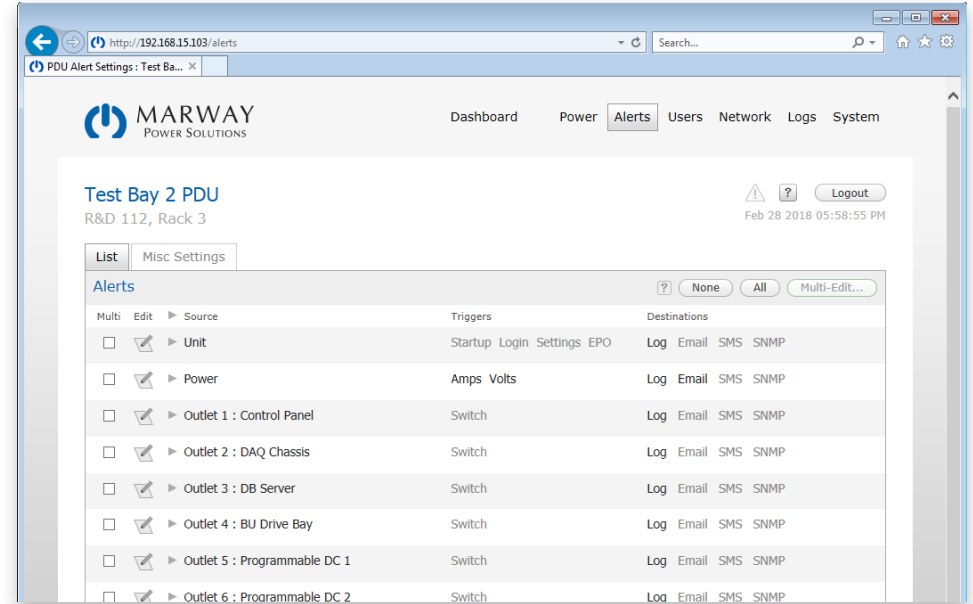 http://192.168.15.103/alerts
Search...
PDU Alert Settings : Test Ba...
MARWAY
POWER SOLUTIONS
Dashboard Power Alerts Users Network Logs System
Test Bay 2 PDU
? Logout
R&D 112, Rack 3
Feb 28 2018 05:58:55 PM
List Misc Settings
Alerts ? None All Multi-Edit...
Multi Edit Source Triggers Destinations
Unit Startup Login Settings EPO Log Email SMS SNMP
Power Amps Volts Log Email SMS SNMP
Outlet 1 : Control Panel Switch Log Email SMS SNMP
Outlet 2 : DAQ Chassis Switch Log Email SMS SNMP
Outlet 3 : DB Server Switch Log Email SMS SNMP
Outlet 4 : BU Drive Bay Switch Log Email SMS SNMP
Outlet 5 : Programmable DC 1 Switch Log Email SMS SNMP
Outlet 6 : Programmable DC 2 Switch Log Email SMS SNMP